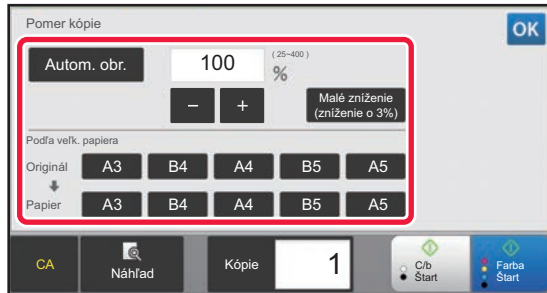 Pomer kópie
OK
Autom. obr.
100
(25~400)
%
–
+
Malé zníženie
(zníženie o 3%)
Podľa veľk. papiera
Originál
A3
B4
A4
B5
A5
Papier
A3
B4
A4
B5
A5
CA
Náhľad
Kópie
1
C/b
Štart
Farba
Štart